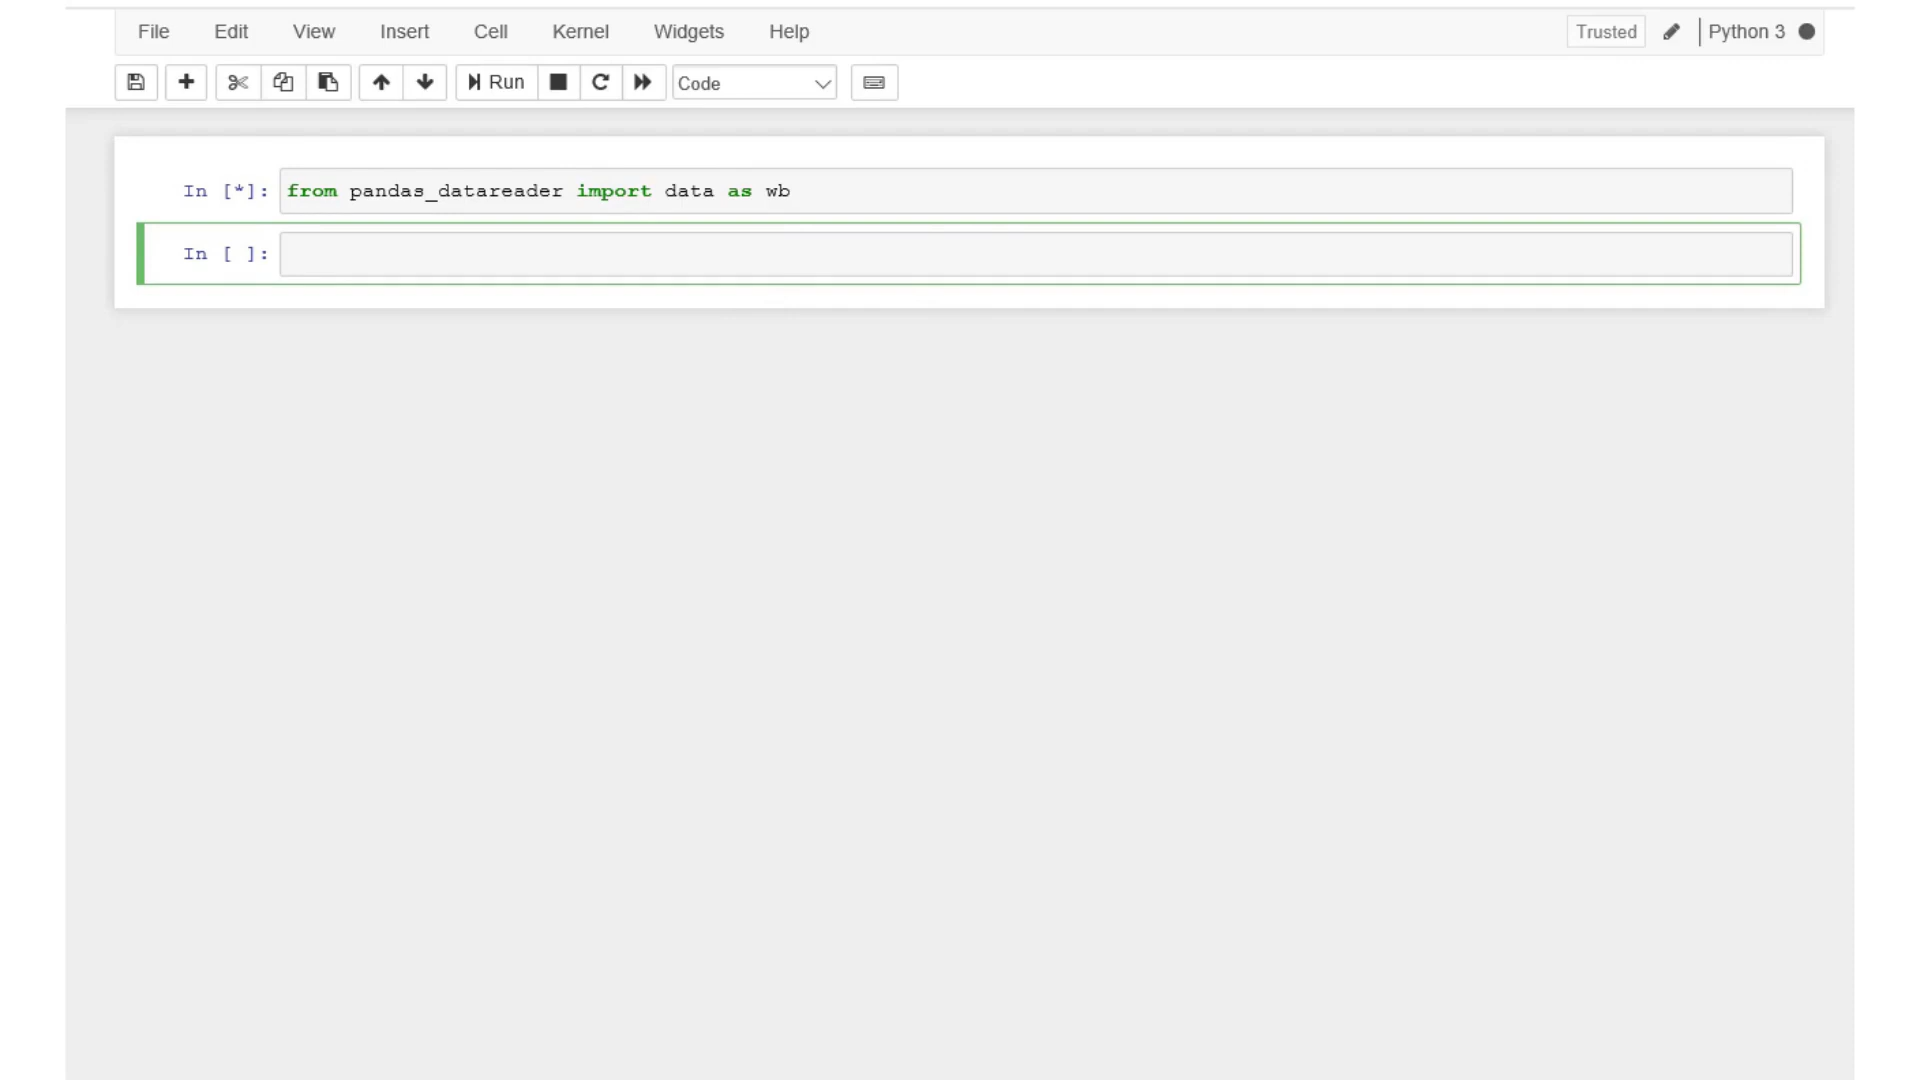 File Edit View Insert Cell Kernel Widgets Help Trusted Python 3
Run Code
In [*]: from pandas_datareader import data as wb
In [ ]: